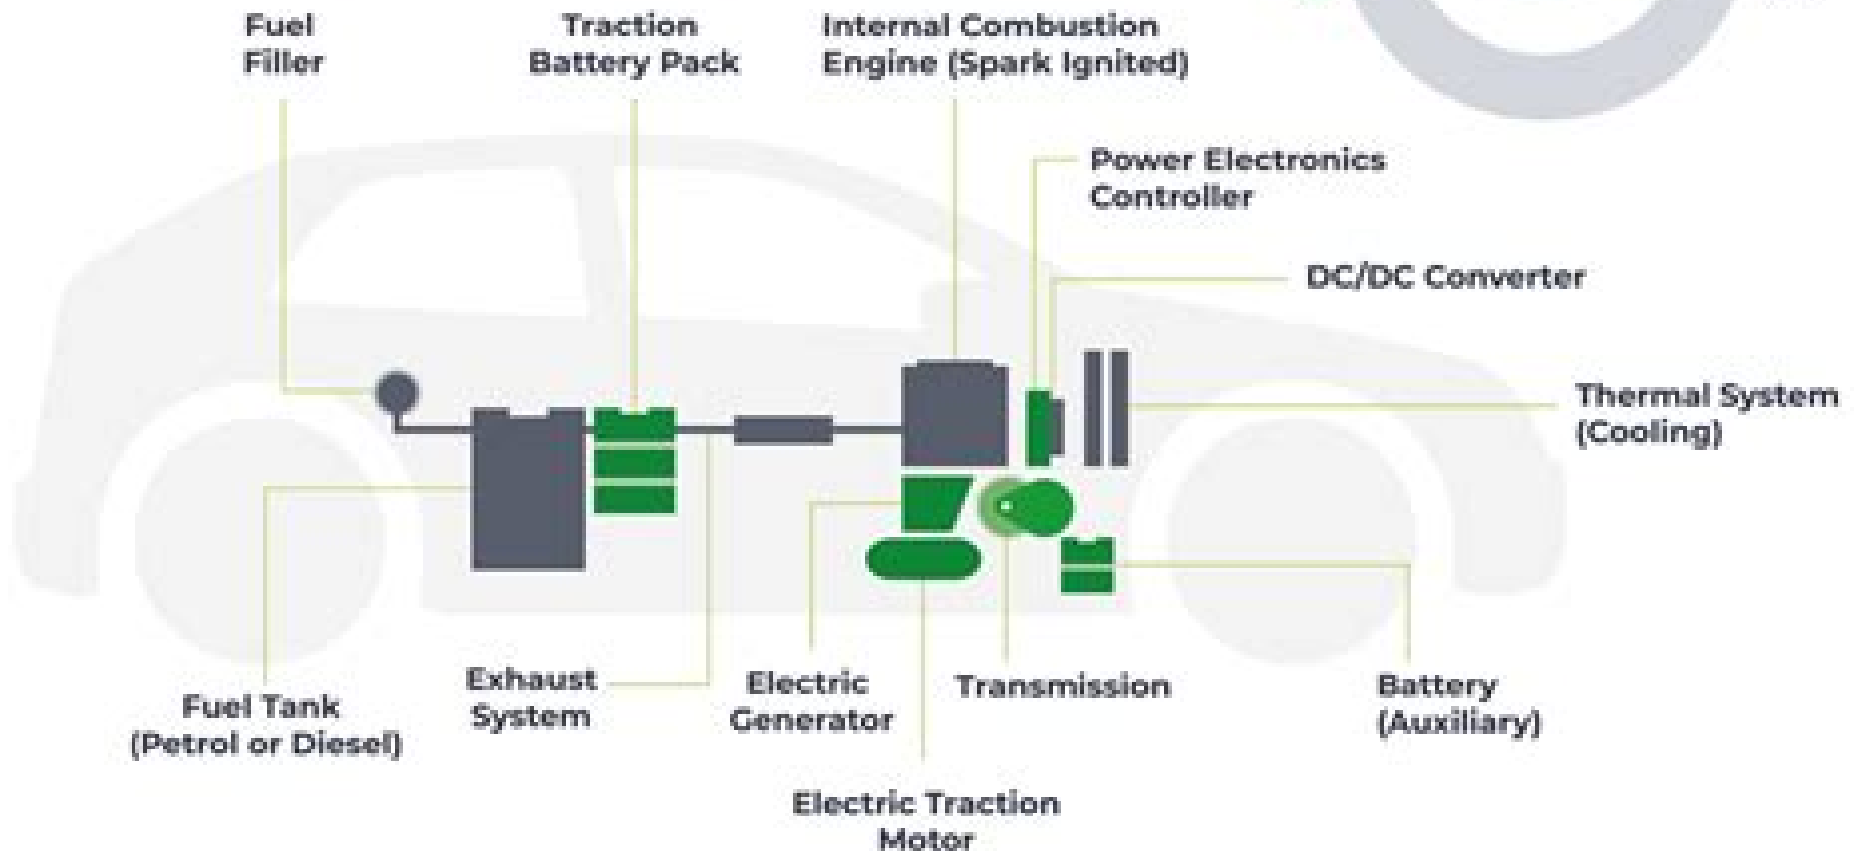 Fuel
Filler
Traction
Battery Pack
Internal Combustion
Engine (Spark Ignited)
Power Electronics
Controller
DC/DC Converter
Thermal System
(Cooling)
Fuel Tank
(Petrol or Diesel)
Exhaust
System
Electric
Generator
Transmission
Battery
(Auxiliary)
Electric Traction
Motor